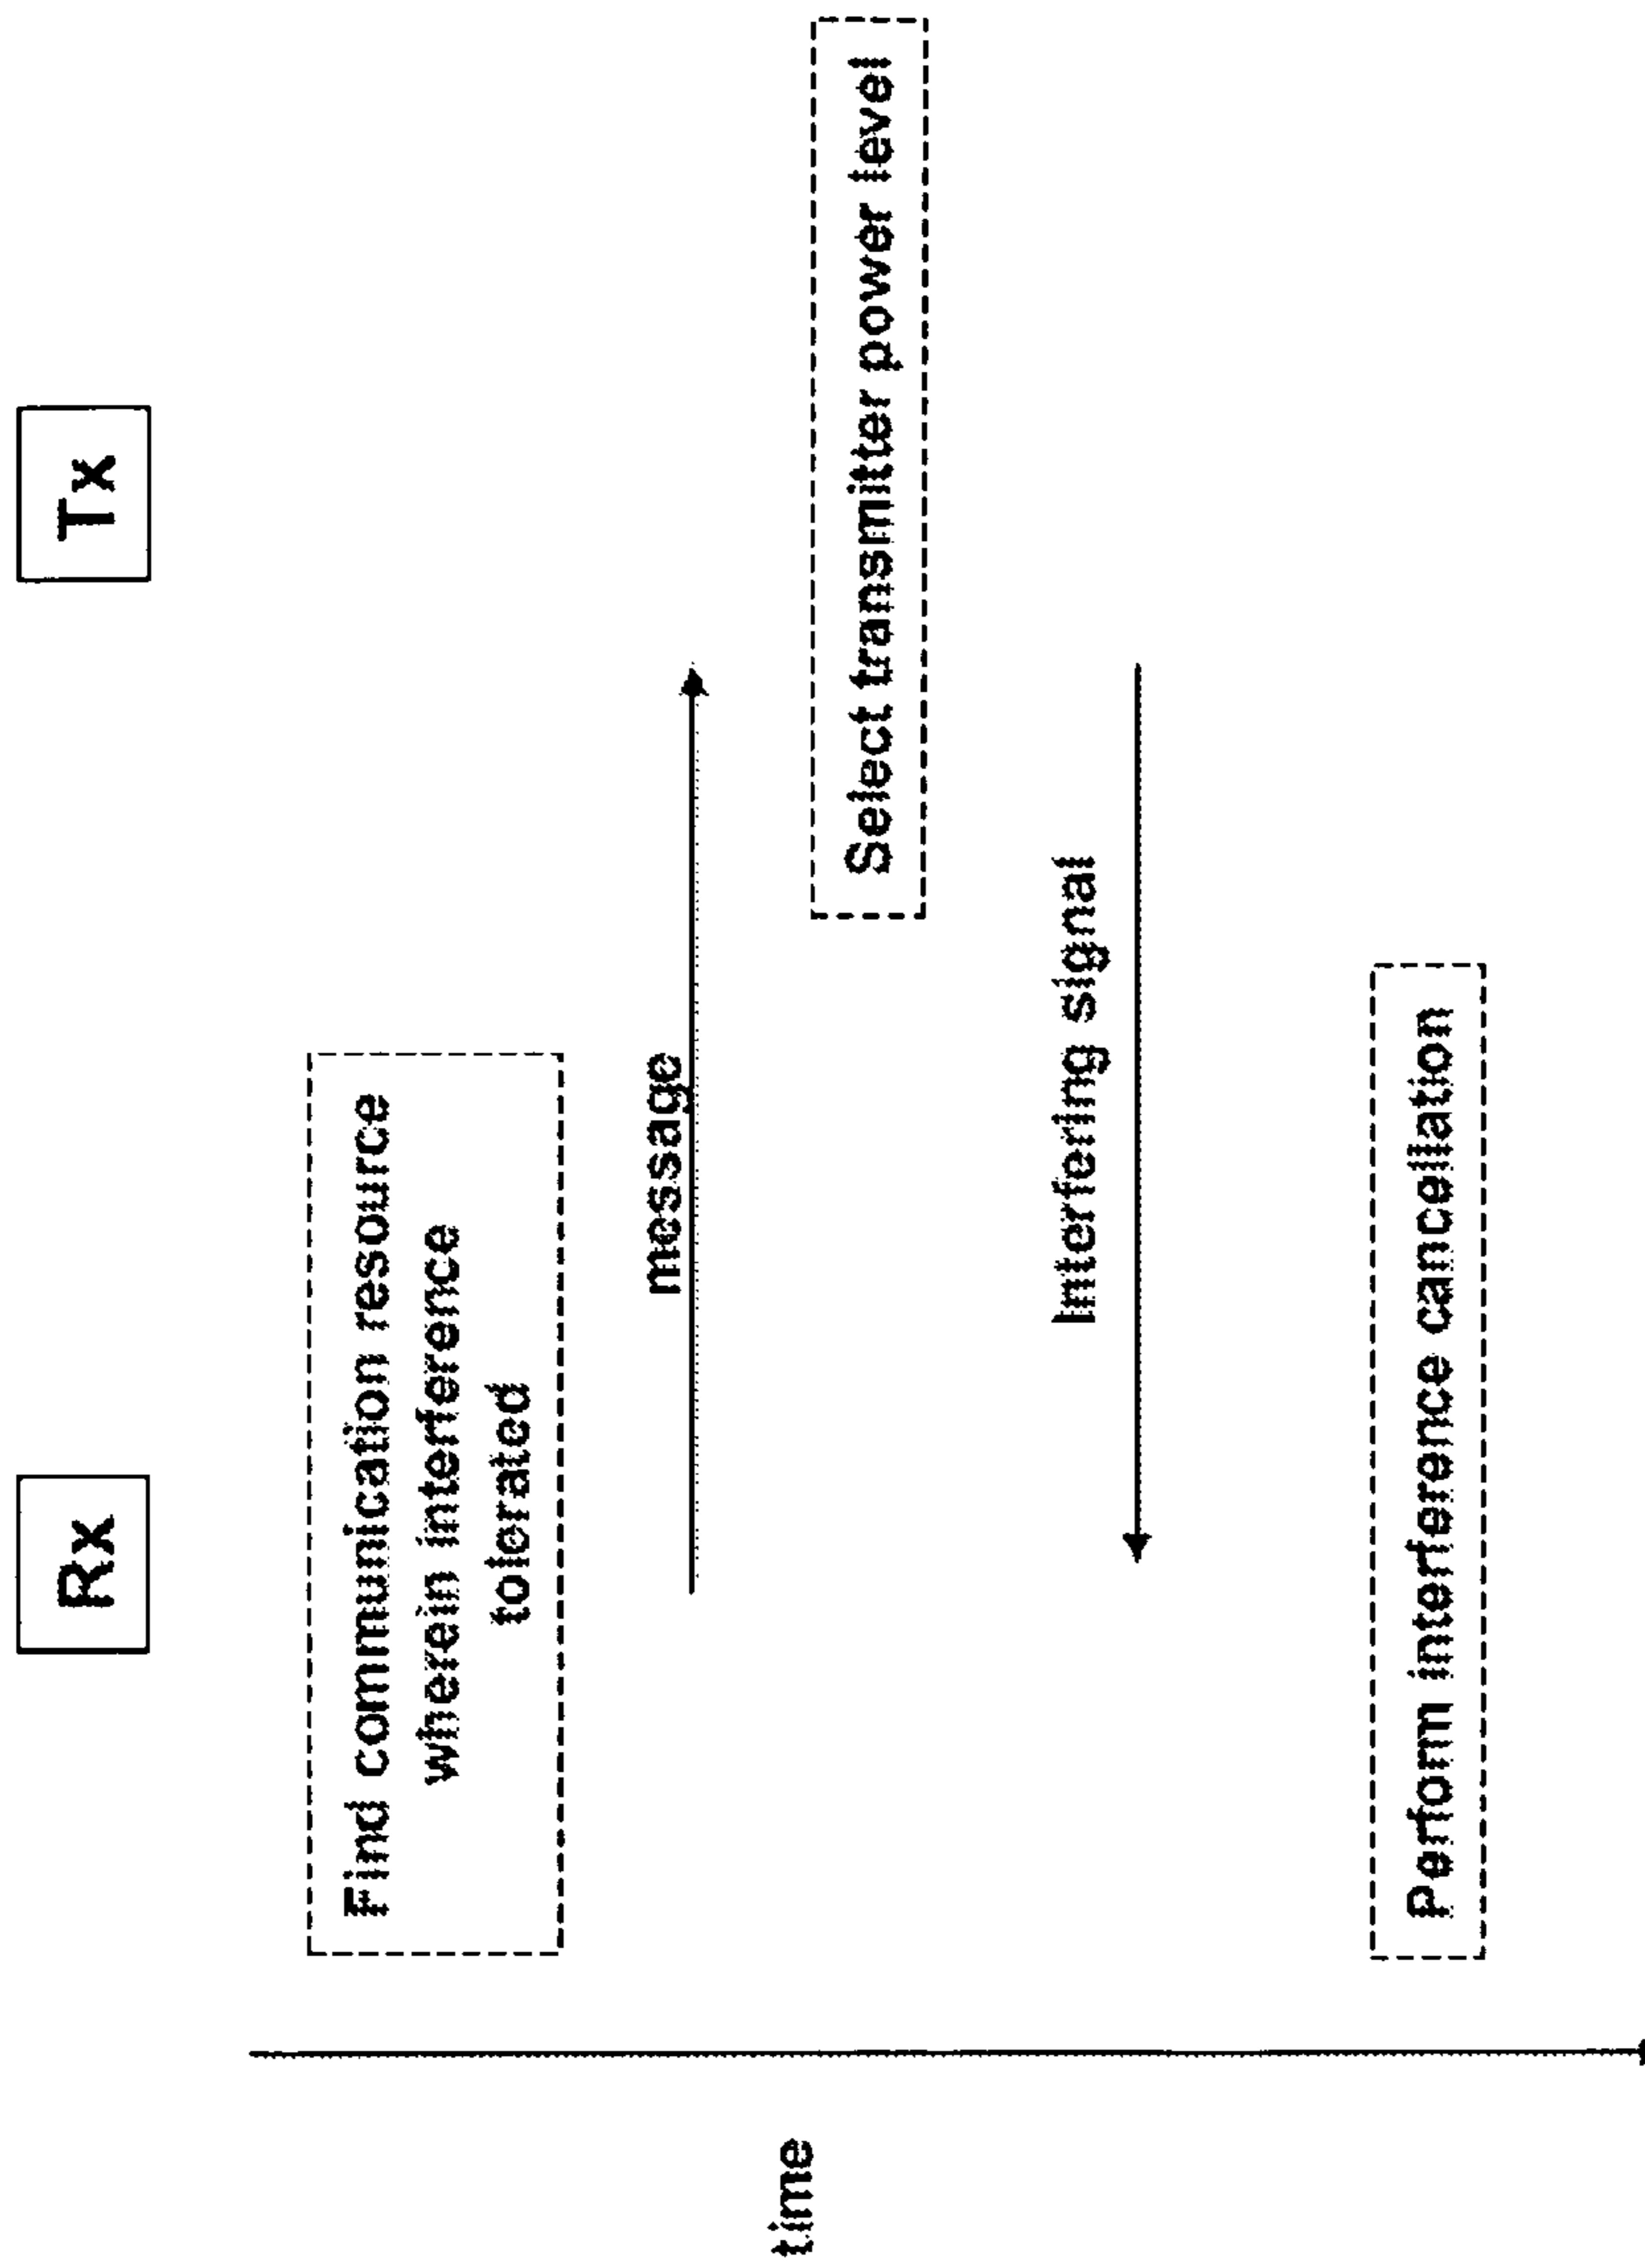 Rx
Tx
Find communication resource
wherein interference
tolerated
message
Select transmitter power level
Interfering signal
Perform interference cancellation
time